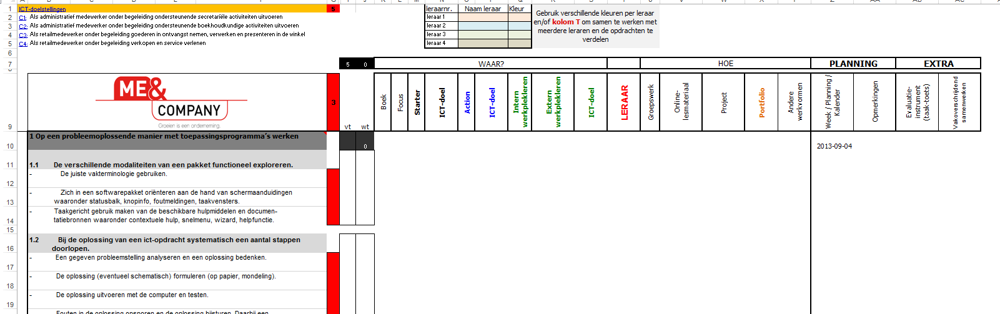 ICT-doelstellingen 5 leraarnr. Naam leraar Kleur
C1: Als administratief medewerker onder begeleiding ondersteunende secretariële activiteiten uitvoeren
C2: Als administratief medewerker onder begeleiding ondersteunende boekhoudkundige activiteiten uitvoeren
C3: Als retailmedewerker onder begeleiding goederen in ontvangst nemen, verwerken en presenteren in de winkel
C4: Als retailmedewerker onder begeleiding verkopen en service verlenen
leraar 1
leraar 2
leraar 3
leraar 4
Gebruik verschillende kleuren per leraar
en/of kolom T om samen te werken met
meerdere leraren en de opdrachten te
verdelen
5 0 WAAR? HOE PLANNING EXTRA
ME&
COMPANY
Groeien is een onderneming.
3
vt wt
Boek
Focus
Starter
ICT-doel
Action
ICT-doel
Intern
werkplekleren
Extern
werkplekleren
ICT-doel
LERAAR
Groepswerk
Online-
lesmateriaal
Project
Portfolio
Andere
werkvormen
Week / Planning /
Kalender
Opmerkingen
Evaluatie-
instrument
(taak-toets)
Vakoverschrijdend
samenwerken
1 Op een probleemoplossende manier met toepassingsprogramma's werken
0 2013-09-04
1.1 De verschillende modaliteiten van een pakket functioneel exploreren.
- De juiste vakterminologie gebruiken.
- Zich in een softwarepakket oriënteren aan de hand van schermaanduidingen
waaronder statusbalk, knopinfo, foutmeldingen, taakvensters.
- Taakgericht gebruik maken van de beschikbare hulpmiddelen en documen-
tatiebronnen waaronder contextuele hulp, snelmenu, wizard, helpfunctie.
1.2 Bij de oplossing van een ict-opdracht systematisch een aantal stappen
doorlopen.
- Een gegeven probleemstelling analyseren en een oplossing bedenken.
- De oplossing (eventueel schematisch) formuleren (op papier, mondeling).
- De oplossing uitvoeren met de computer en testen.
Fouten in de oplossing opsporen en de oplossing bijsturen. Daarbij een
1
2
3
4
5
6
7
9
10
11
12
13
14
15
16
17
18
19